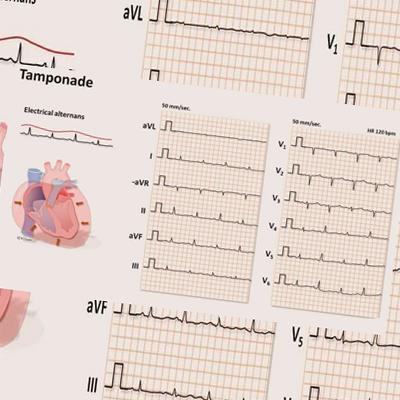 aVL
V1
Tamponade
Electrical alternans
50 mm/sec.
aVL
I
-aVR
II
aVF
III
50 mm/sec.
HR 120 bpm
V1
V2
V3
V4
V5
V6
aVF
III
V5